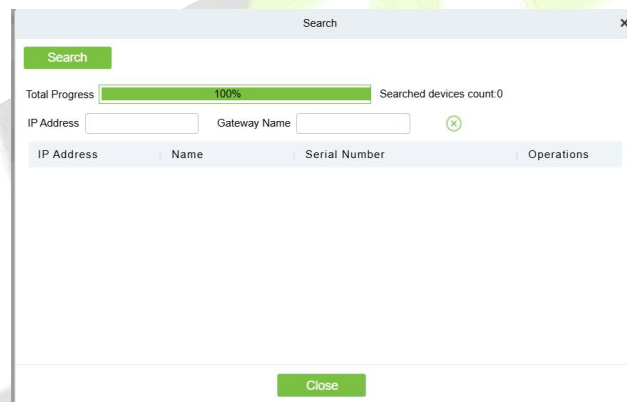 Search
Search
Total Progress 100% Searched devices count:0
IP Address Gateway Name
IP Address Name Serial Number Operations
Close